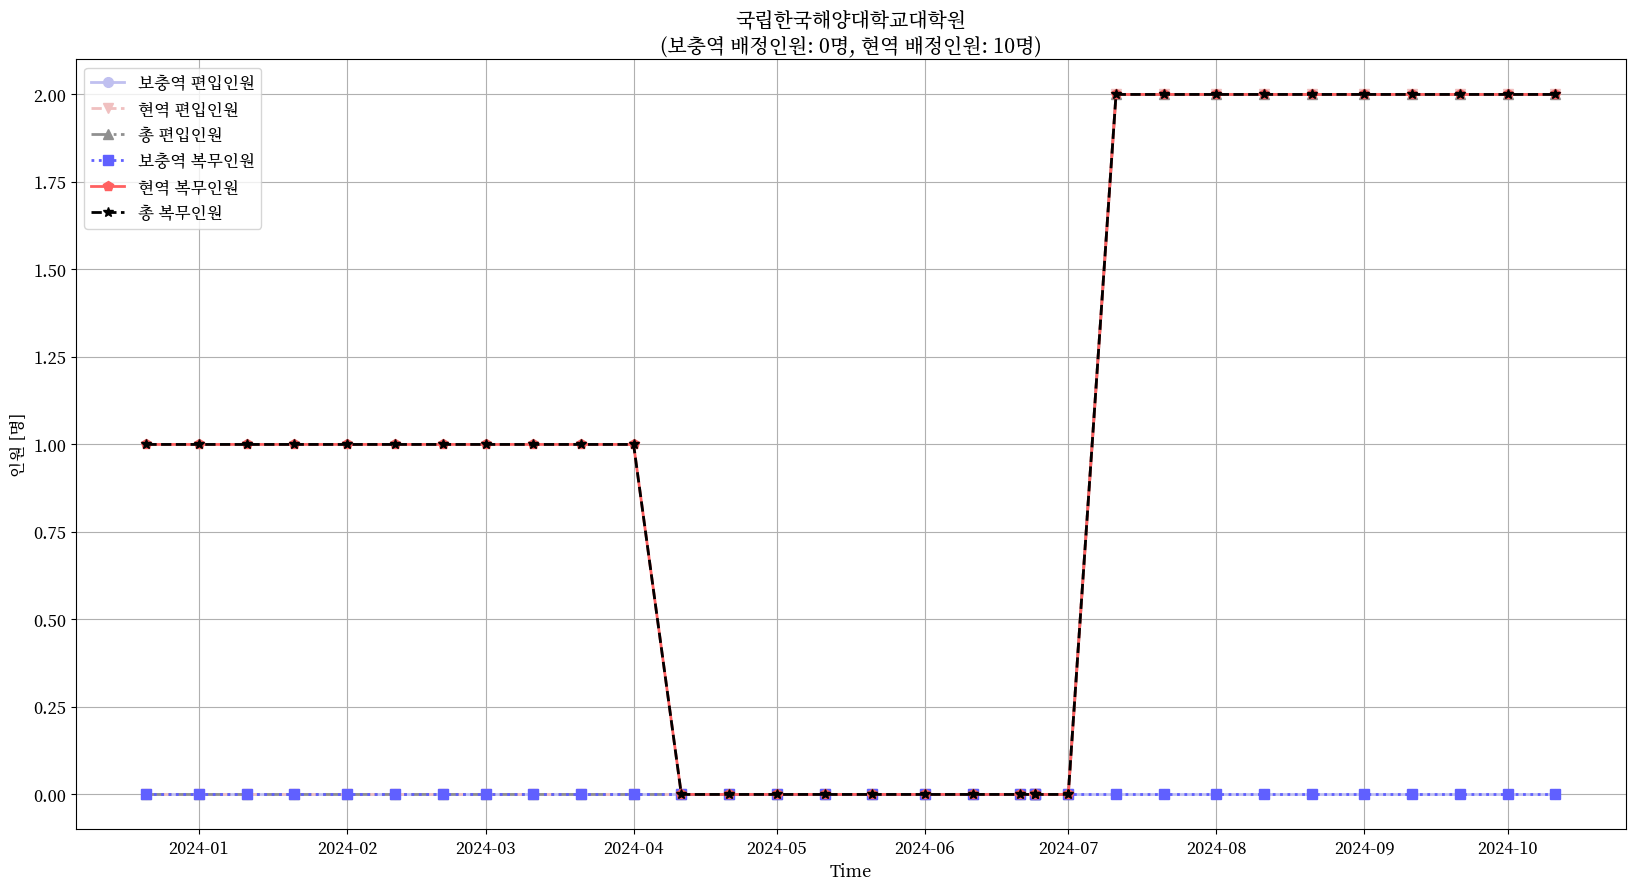 국립한국해양대학교대학원
(보충역 배정인원: 0명, 현역 배정인원: 10명)
보충역 편입인원
현역 편입인원
총 편입인원
보충역 복무인원
현역 복무인원
총 복무인원
2.00
1.75
1.50
1.25
1.00
0.75
0.50
0.25
0.00
인원 [명]
2024-01
2024-02
2024-03
2024-04
2024-05
2024-06
2024-07
2024-08
2024-09
2024-10
Time